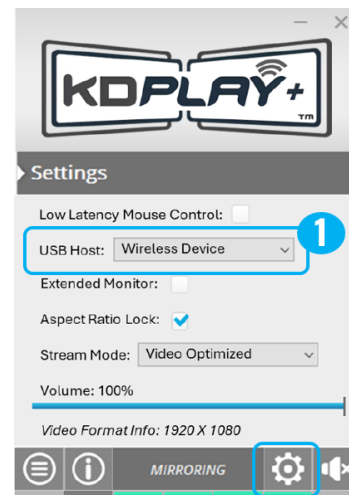 KDPLAY+
TM
Settings
Low Latency Mouse Control:
USB Host: Wireless Device
1
Extended Monitor:
Aspect Ratio Lock:
Stream Mode: Video Optimized
Volume: 100%
Video Format Info: 1920 X 1080
MIRRORING